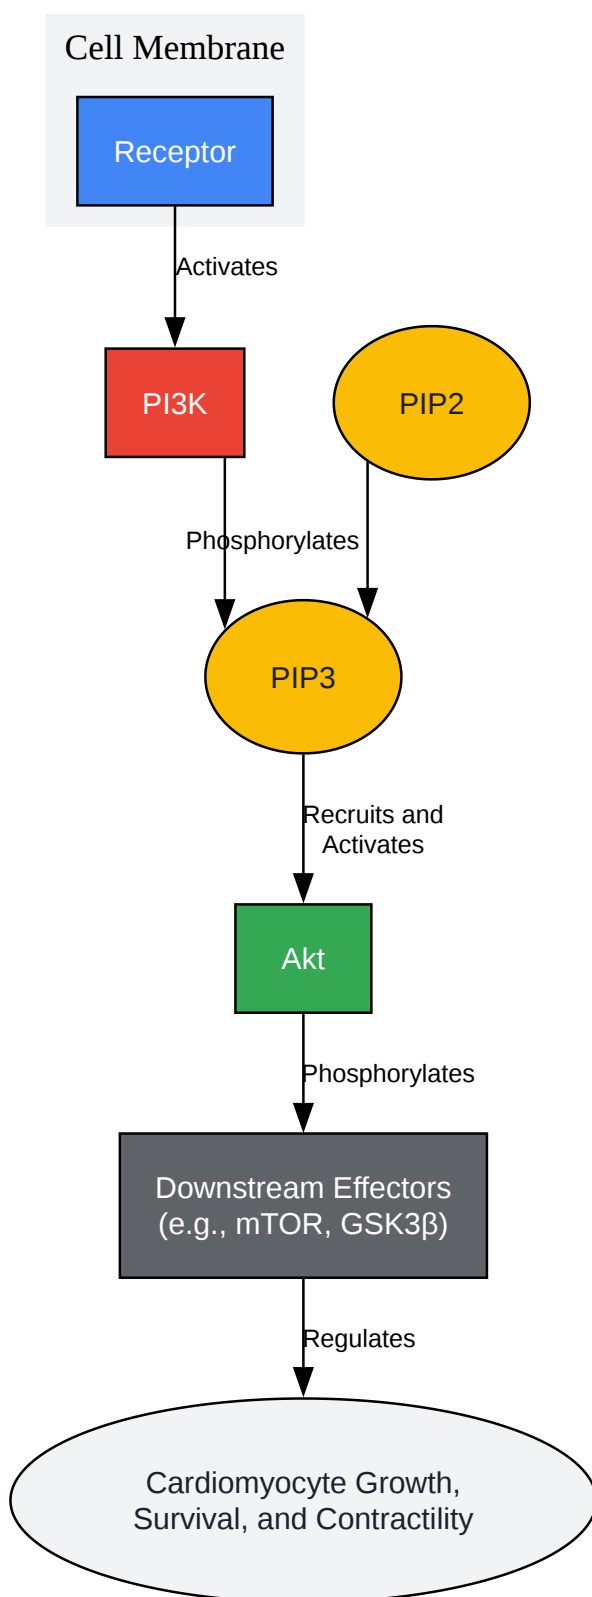 Cell Membrane
Receptor
Activates
PI3K
PIP2
Phosphorylates
PIP3
Recruits and
Activates
Akt
Phosphorylates
Downstream Effectors
(e.g., mTOR, GSK3β)
Regulates
Cardiomyocyte Growth,
Survival, and Contractility